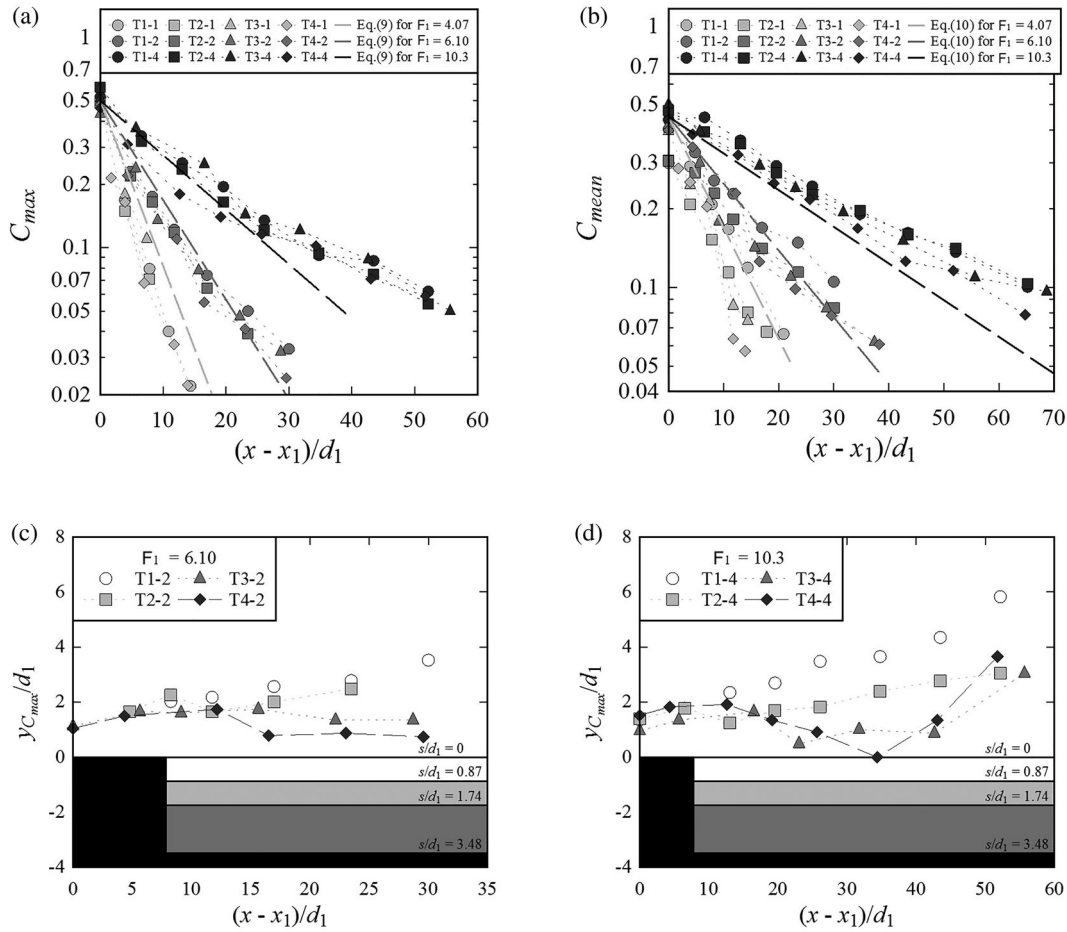 (a)
T1-1 T2-1 T3-1 T4-1 Eq.(9) for F1 = 4.07
T1-2 T2-2 T3-2 T4-2 Eq.(9) for F1 = 6.10
T1-4 T2-4 T3-4 T4-4 Eq.(9) for F1 = 10.3
1
0.7
0.5
0.3
0.2
0.1
0.07
0.05
0.03
0.02
Cmax
0 10 20 30 40 50 60
(x - x1)/d1
(b)
T1-1 T2-1 T3-1 T4-1 Eq.(10) for F1 = 4.07
T1-2 T2-2 T3-2 T4-2 Eq.(10) for F1 = 6.10
T1-4 T2-4 T3-4 T4-4 Eq.(10) for F1 = 10.3
1
0.7
0.5
0.3
0.2
0.1
0.07
0.06
0.05
0.04
Cmean
0 10 20 30 40 50 60 70
(x - x1)/d1
(c)
F1 = 6.10
T1-2 T3-2
T2-2 T4-2
8
6
4
2
0
-2
-4
yCmax/d1
s/d1 = 0
s/d1 = 0.87
s/d1 = 1.74
s/d1 = 3.48
0 5 10 15 20 25 30 35
(x - x1)/d1
(d)
F1 = 10.3
T1-4 T3-4
T2-4 T4-4
8
6
4
2
0
-2
-4
yCmax/d1
s/d1 = 0
s/d1 = 0.87
s/d1 = 1.74
s/d1 = 3.48
0 10 20 30 40 50 60
(x - x1)/d1